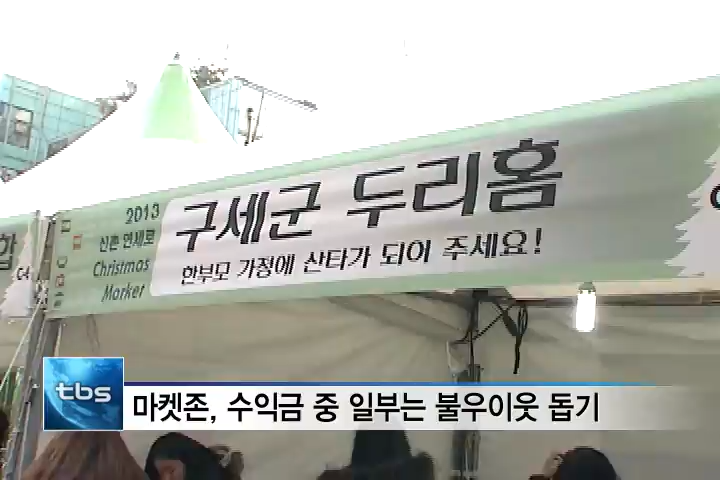 2013
신촌 연세로
Christmas
Market
구세군 두리홈
한부모 가정에 산타가 되어 주세요!
tbs
마켓존, 수익금 중 일부는 불우이웃 돕기